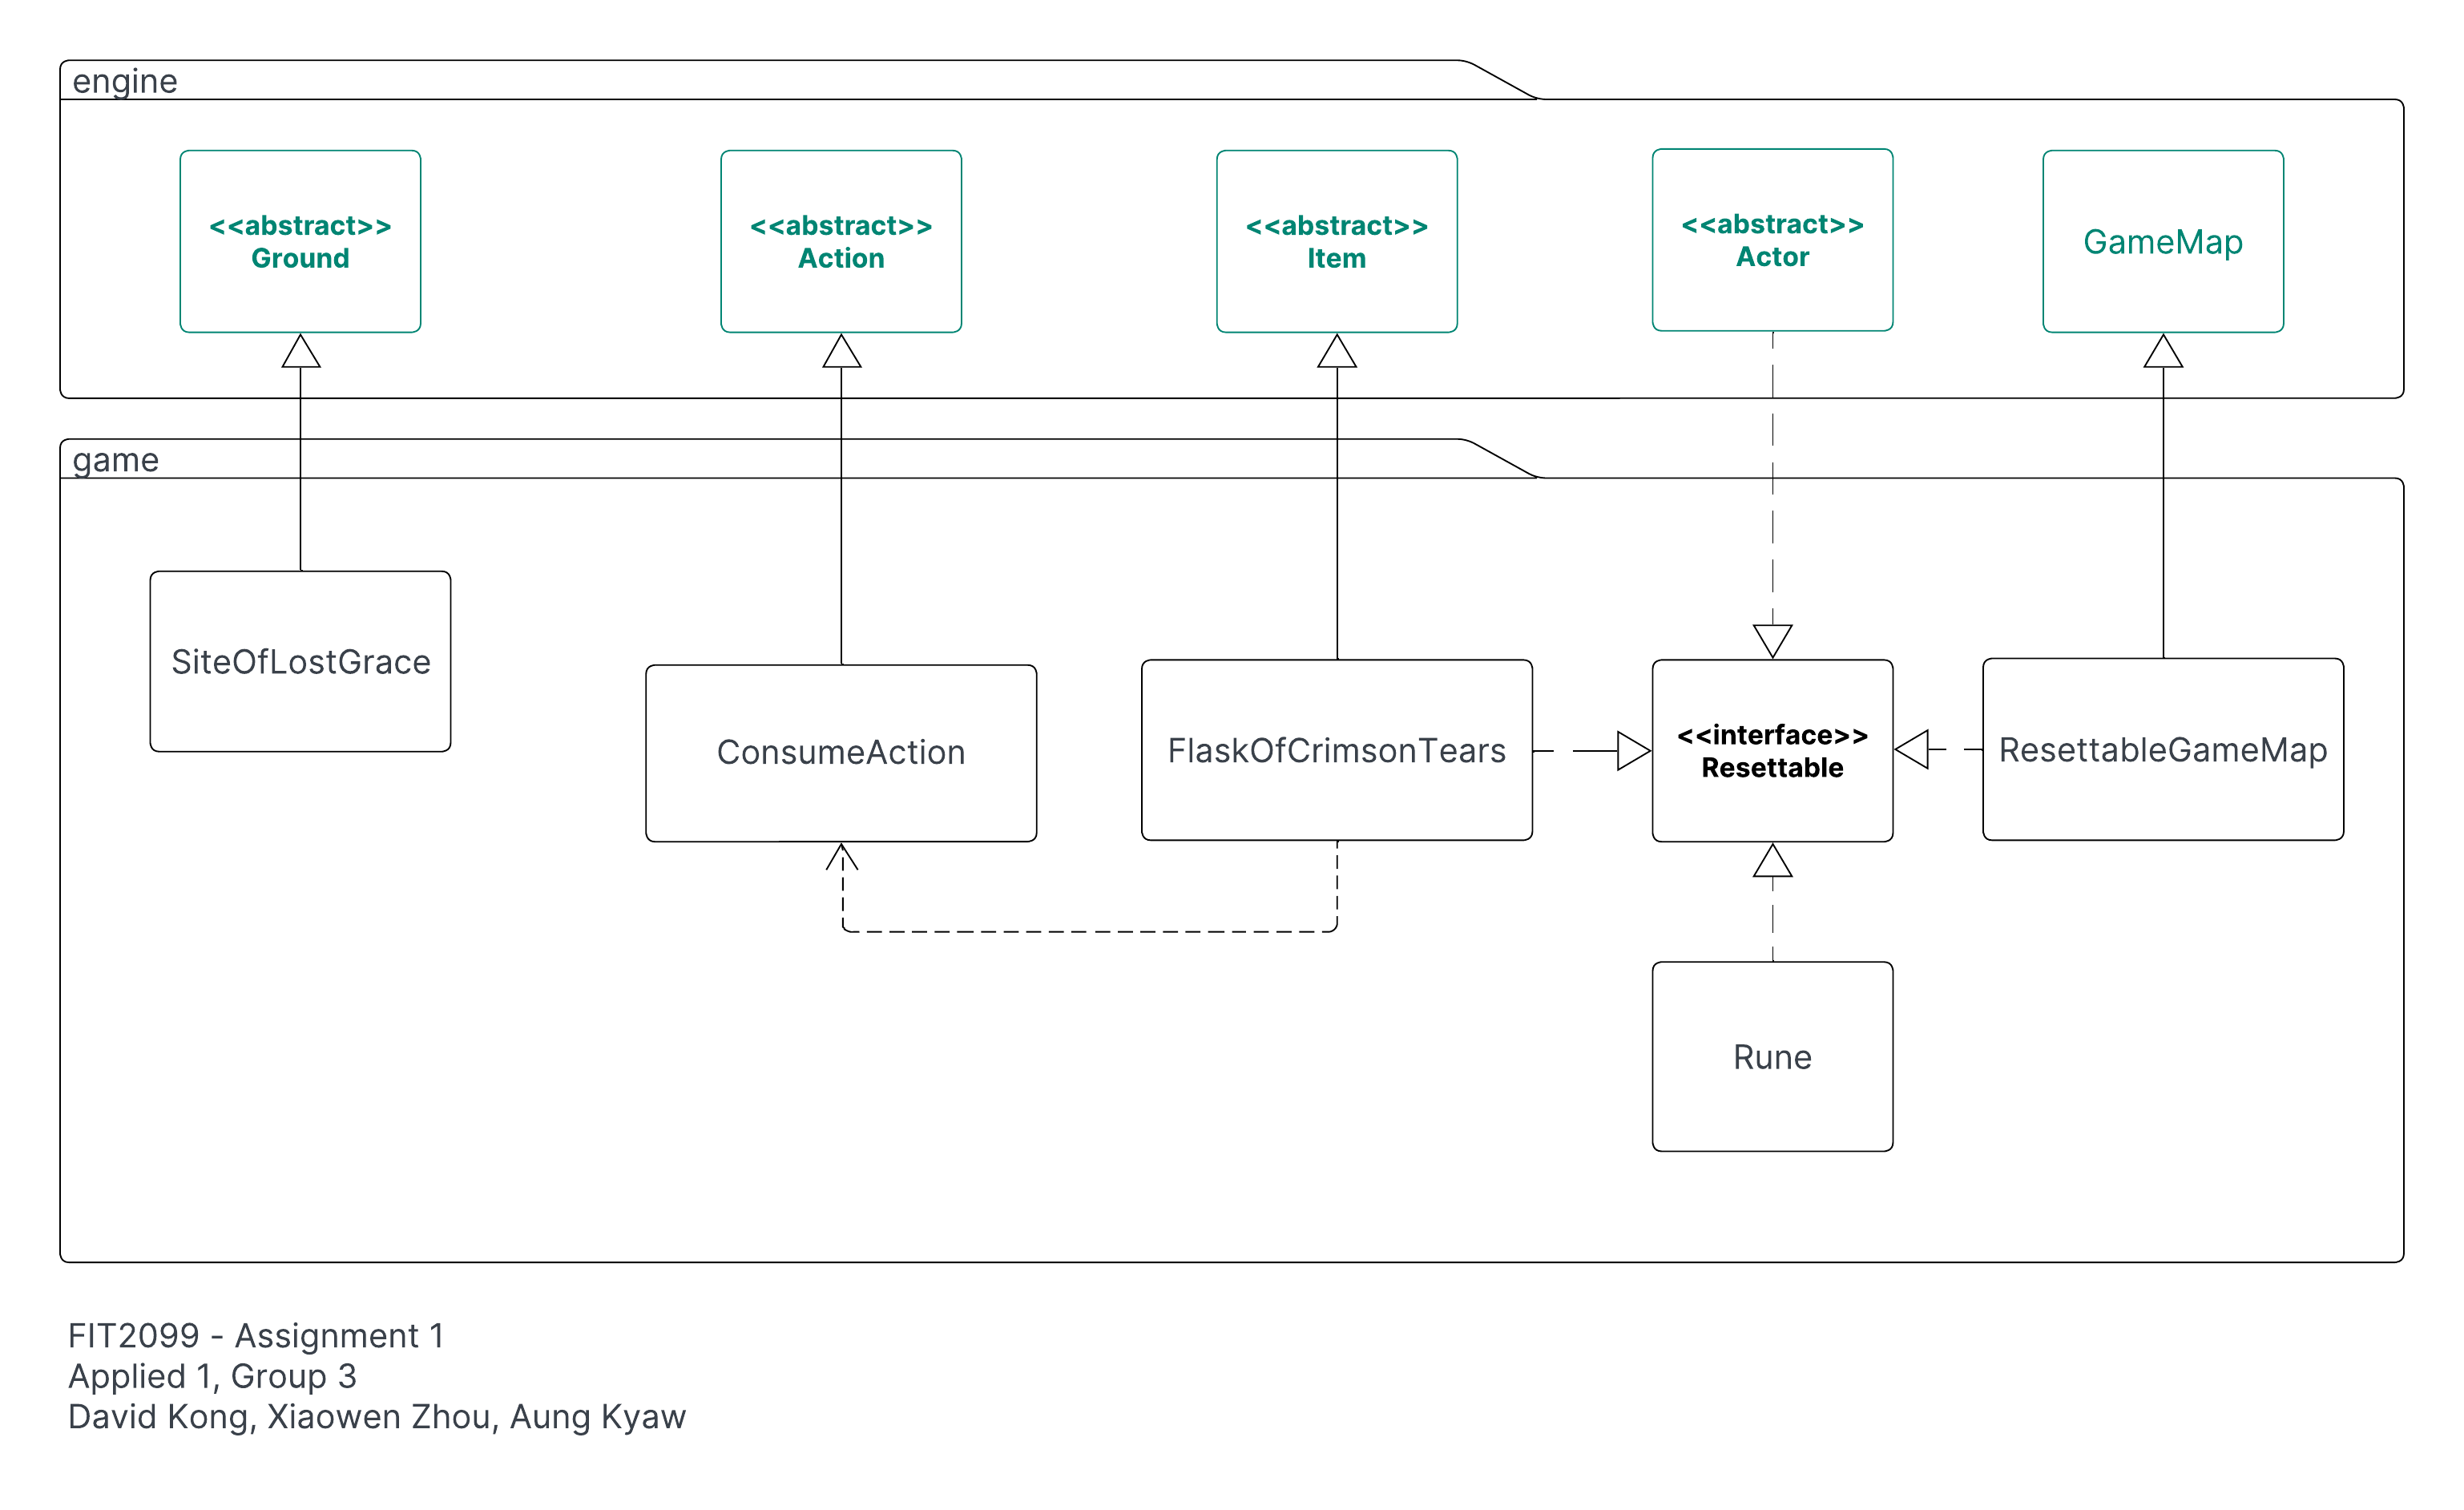 engine
<<abstract>>
Ground
<<abstract>>
Action
<<abstract>>
Item
<<abstract>>
Actor
GameMap
game
SiteOfLostGrace
ConsumeAction
FlaskOfCrimsonTears
<<interface>>
Resettable
ResettableGameMap
Rune
FIT2099 - Assignment 1
Applied 1, Group 3
David Kong, Xiaowen Zhou, Aung Kyaw